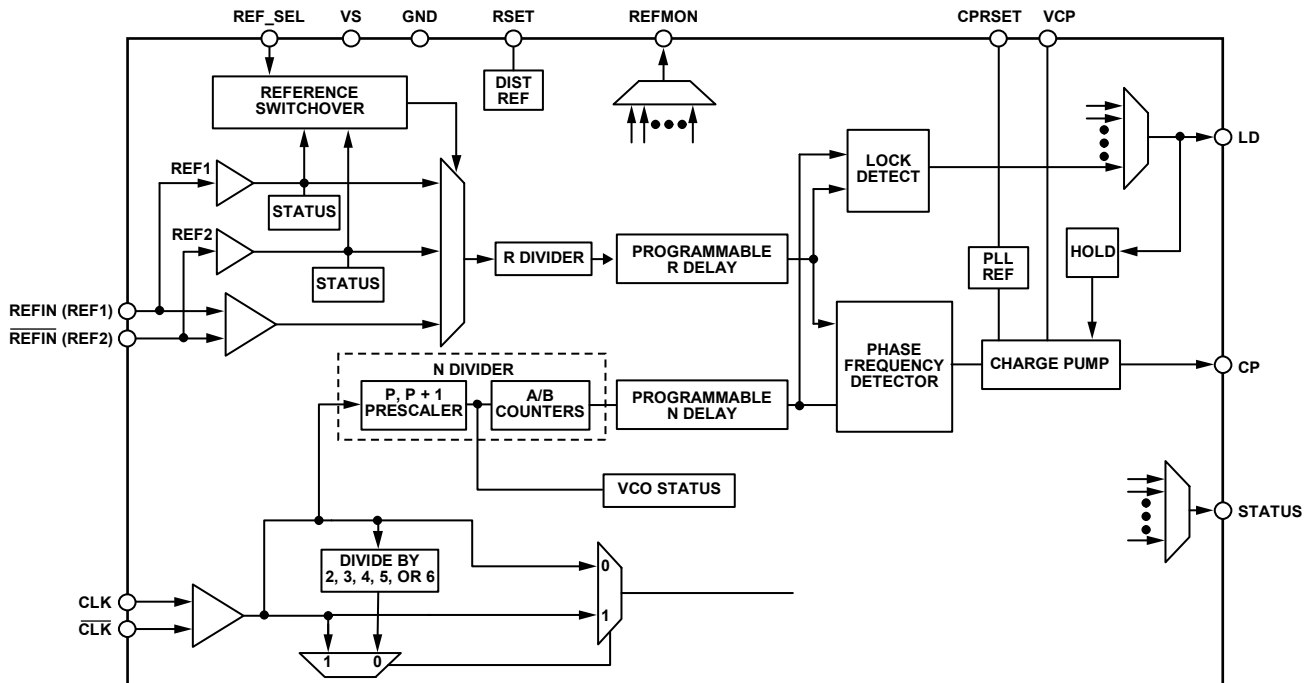 REF_SEL
VS
GND
RSET
REFMON
CPRSET
VCP
REFERENCE
SWITCHOVER
DIST
REF
LD
LOCK
DETECT
REF1
STATUS
REF2
STATUS
R DIVIDER
PROGRAMMABLE
R DELAY
PLL
REF
HOLD
REFIN (REF1)
REFIN (REF2)
PHASE
FREQUENCY
DETECTOR
CHARGE PUMP
CP
N DIVIDER
P, P + 1
PRESCALER
A/B
COUNTERS
PROGRAMMABLE
N DELAY
VCO STATUS
STATUS
DIVIDE BY
2, 3, 4, 5, OR 6
0
1
CLK
CLK
1
0